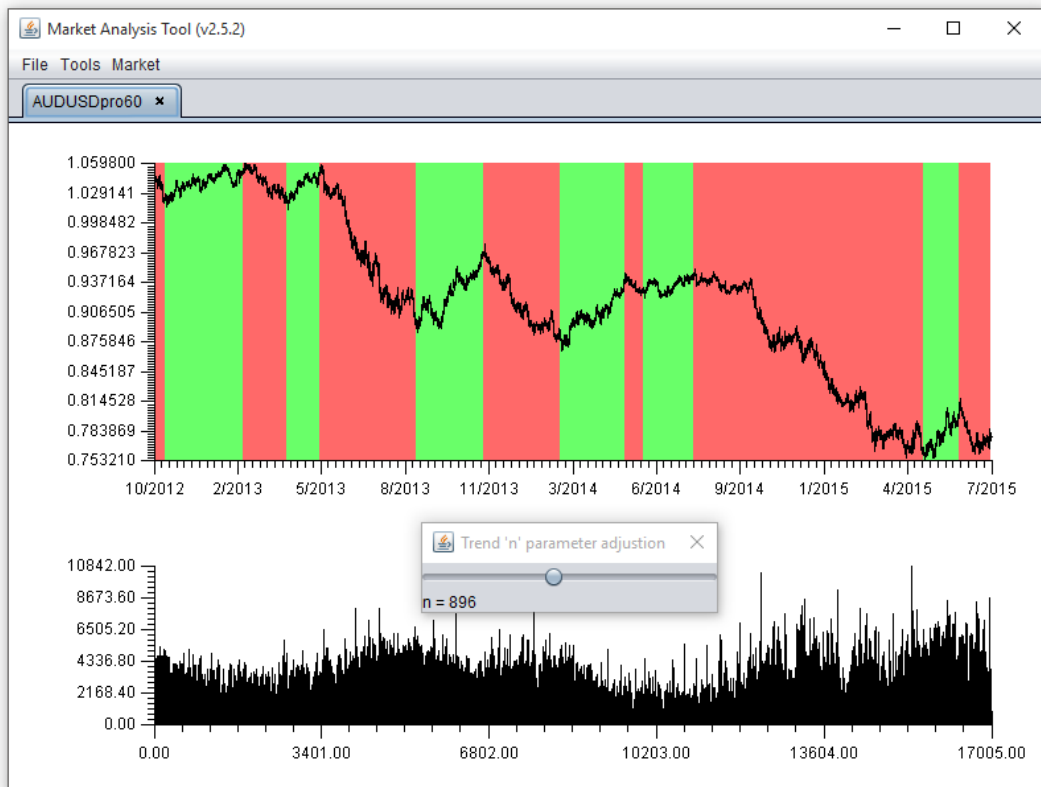 Market Analysis Tool (v2.5.2)
File Tools Market
AUDUSDpro60
1.059800
1.029141
0.998482
0.967823
0.937164
0.906505
0.875846
0.845187
0.814528
0.783869
0.753210
10/2012 2/2013 5/2013 8/2013 11/2013 3/2014 6/2014 9/2014 1/2015 4/2015 7/2015
Trend 'n' parameter adjustion
n = 896
10842.00
8673.60
6505.20
4336.80
2168.40
0.00
0.00 3401.00 6802.00 10203.00 13604.00 17005.00